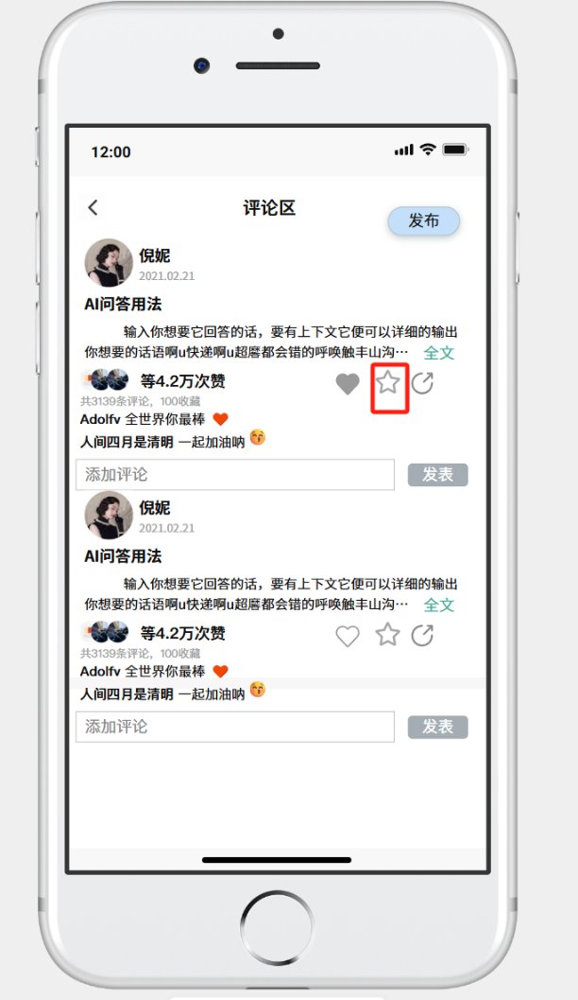 12:00
评论区
发布
倪妮
2021.02.21
AI问答用法
输入你想要它回答的话，要有上下文它便可以详细的输出
你想要的话语啊u快递啊u超磨都会错的呼唤触丰山沟… 全文
等4.2万次赞
共3139条评论，100收藏
Adolfv 全世界你最棒
人间四月是清明 一起加油呐
添加评论 发表
倪妮
2021.02.21
AI问答用法
输入你想要它回答的话，要有上下文它便可以详细的输出
你想要的话语啊u快递啊u超磨都会错的呼唤触丰山沟… 全文
等4.2万次赞
共3139条评论，100收藏
Adolfv 全世界你最棒
人间四月是清明 一起加油呐
添加评论 发表